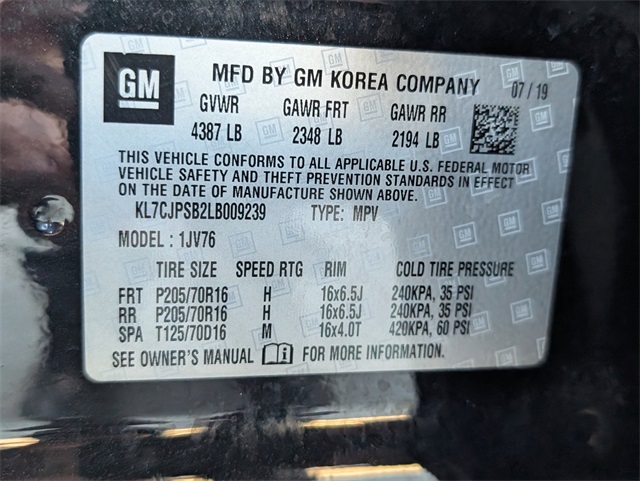 GM MFD BY GM KOREA COMPANY 07/19
GVWR GAWR FRT GAWR RR
4387 LB 2348 LB 2194 LB
THIS VEHICLE CONFORMS TO ALL APPLICABLE U.S. FEDERAL MOTOR
VEHICLE SAFETY AND THEFT PREVENTION STANDARDS IN EFFECT
ON THE DATE OF MANUFACTURE SHOWN ABOVE.
KL7CJPSB2LB009239 TYPE: MPV
MODEL: 1JV76
TIRE SIZE SPEED RTG RIM COLD TIRE PRESSURE
FRT P205/70R16 H 16x6.5J 240KPA, 35 PSI
RR P205/70R16 H 16x6.5J 240KPA, 35 PSI
SPA T125/70D16 M 16x4.0T 420KPA, 60 PSI
SEE OWNER'S MANUAL FOR MORE INFORMATION.